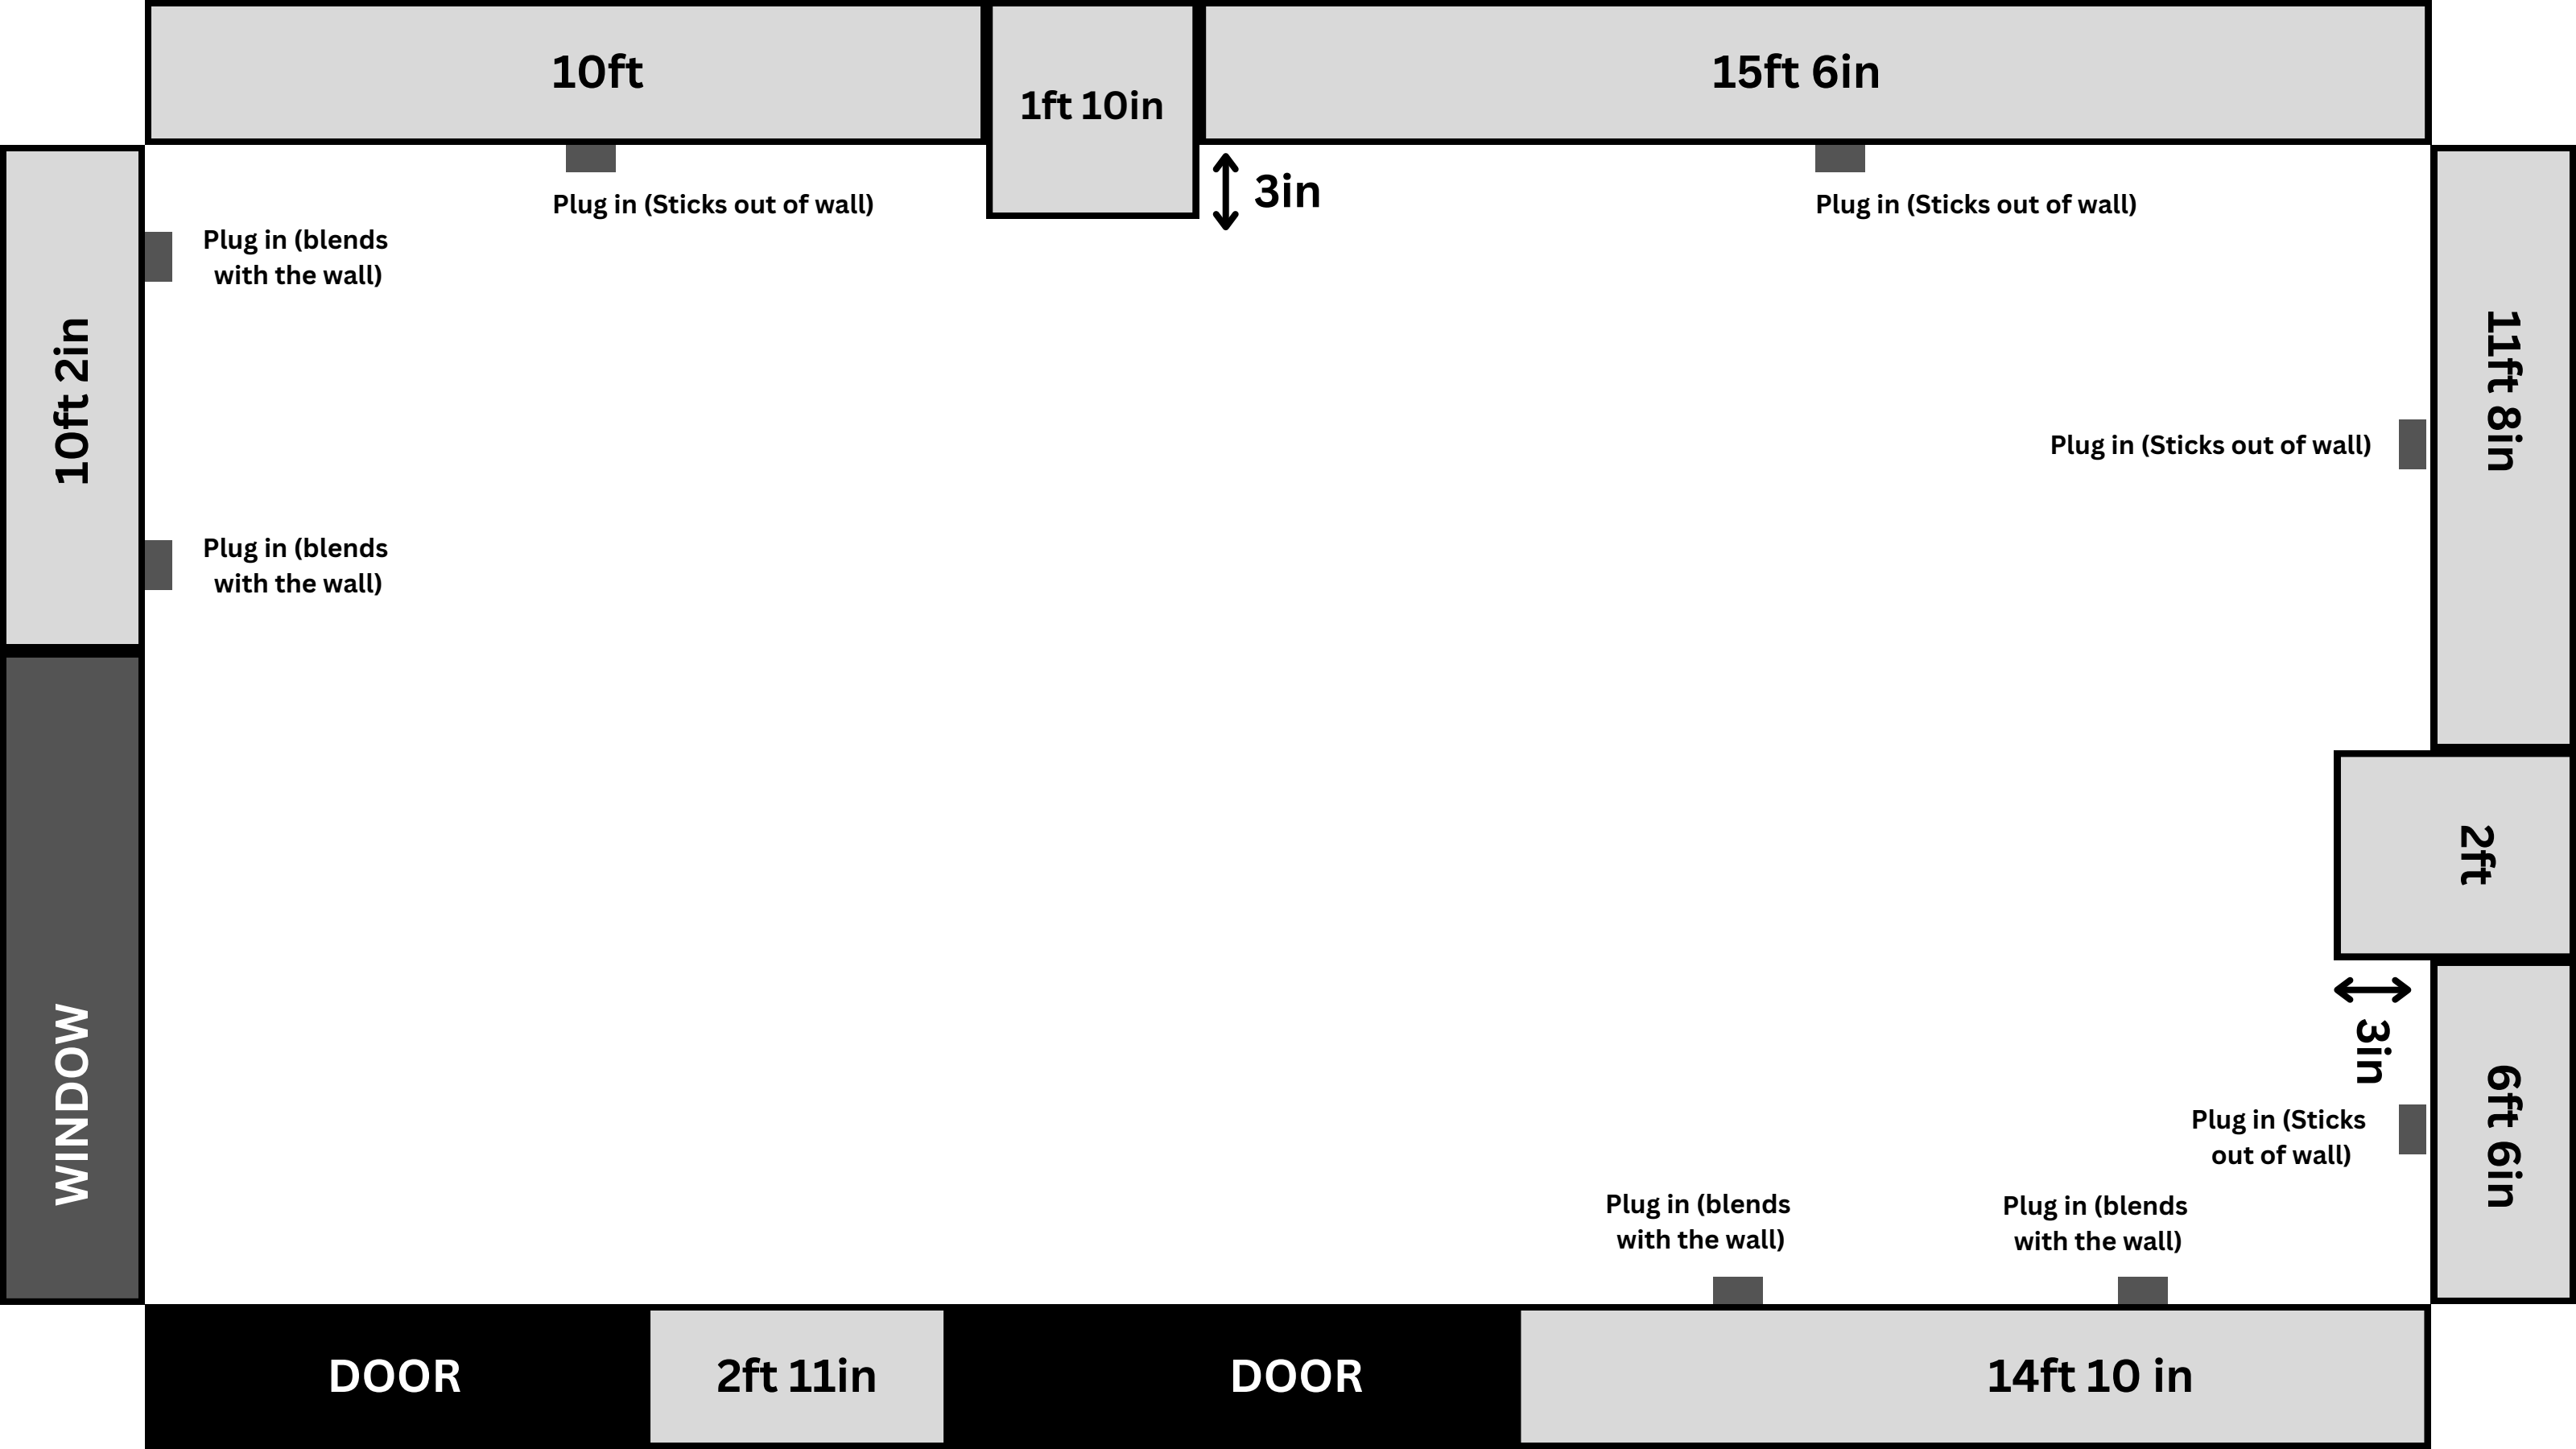 10ft
1ft 10in
15ft 6in
3in
Plug in (Sticks out of wall)
Plug in (Sticks out of wall)
Plug in (blends
with the wall)
10ft 2in
11ft 8in
Plug in (Sticks out of wall)
Plug in (blends
with the wall)
2ft
WINDOW
3in
6ft 6in
Plug in (Sticks
out of wall)
Plug in (blends
with the wall)
Plug in (blends
with the wall)
DOOR
2ft 11in
DOOR
14ft 10 in